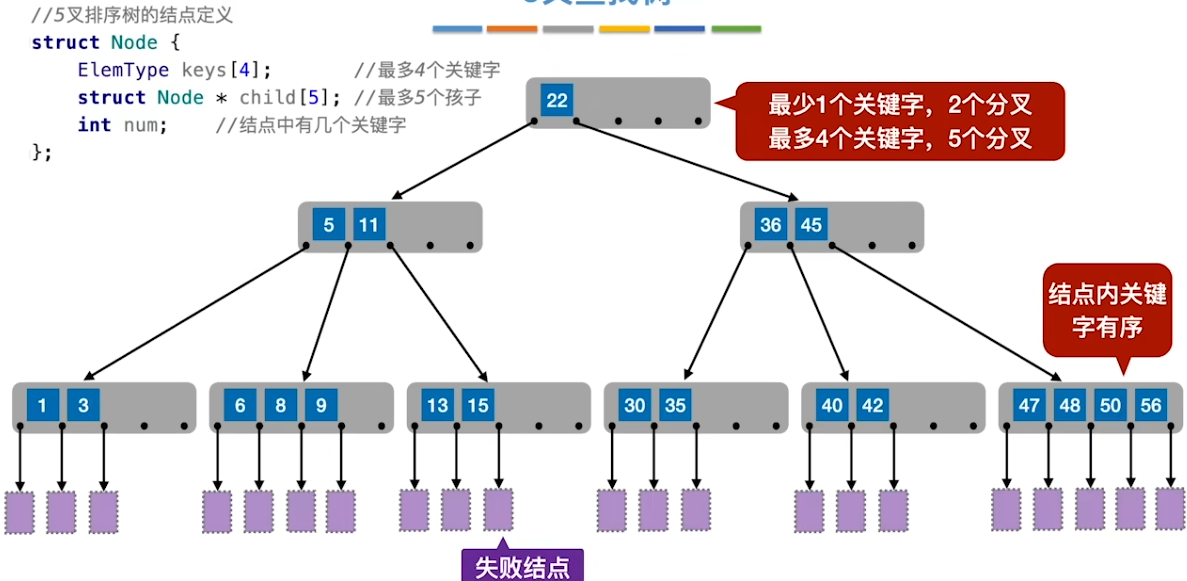 //5叉排序树的结点定义
struct Node {
ElemType keys[4]; //最多4个关键字
struct Node * child[5]; //最多5个孩子
int num; //结点中有几个关键字
};
22
最少1个关键字，2个分叉
最多4个关键字，5个分叉
5 11
36 45
结点内关键
字有序
1 3
6 8 9
13 15
30 35
40 42
47 48 50 56
失败结点